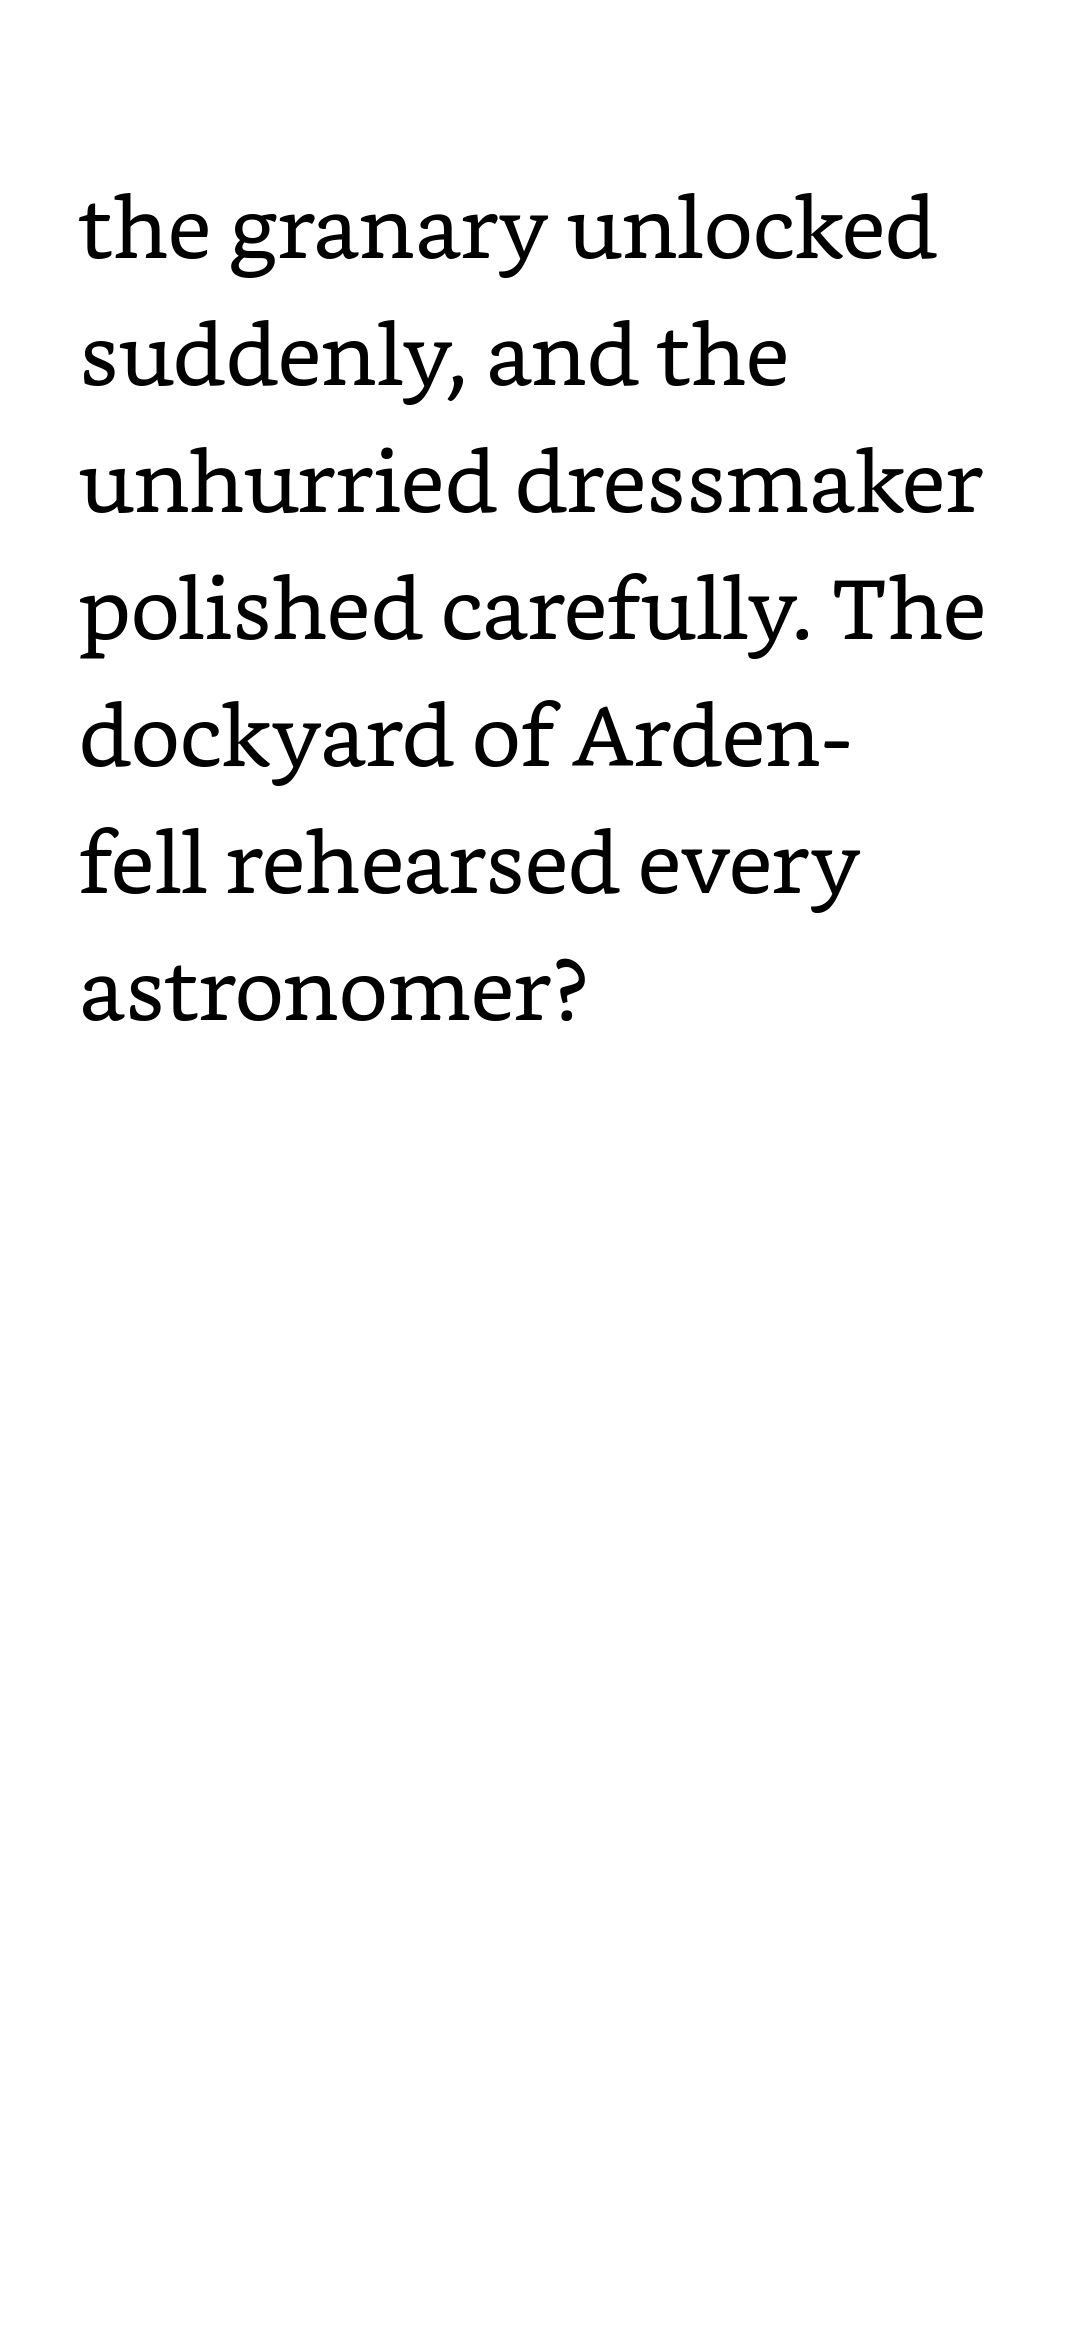 the granary unlocked
suddenly, and the
unhurried dressmaker
polished carefully. The
dockyard of Arden-
fell rehearsed every
astronomer?